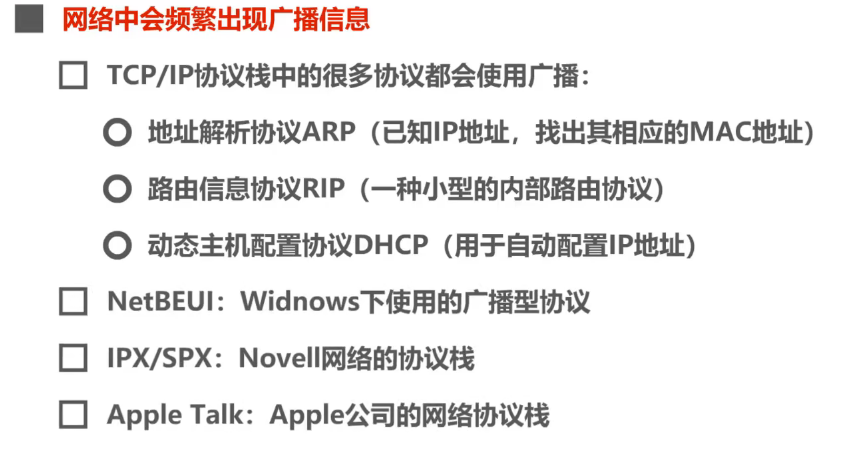 网络中会频繁出现广播信息
TCP/IP协议栈中的很多协议都会使用广播：
地址解析协议ARP（已知IP地址，找出其相应的MAC地址）
路由信息协议RIP（一种小型的内部路由协议）
动态主机配置协议DHCP（用于自动配置IP地址）
NetBEUI：Widnows下使用的广播型协议
IPX/SPX：Novell网络的协议栈
Apple Talk：Apple公司的网络协议栈